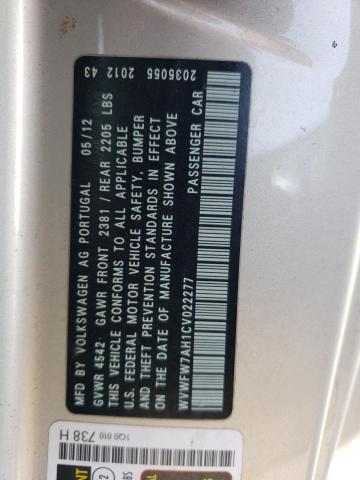 2035055 2012 43
MFD BY VOLKSWAGEN AG PORTUGAL 05/12
GVWR 4542· GAWR FRONT 2381 / REAR 2205 LBS
THIS VEHICLE CONFORMS TO ALL APPLICABLE
U.S. FEDERAL MOTOR VEHICLE SAFETY, BUMPER
AND THEFT PREVENTION STANDARDS IN EFFECT
ON THE DATE OF MANUFACTURE SHOWN ABOVE
WVWFW7AH1CV022277 PASSENGER CAR
1Q0 010 738 H